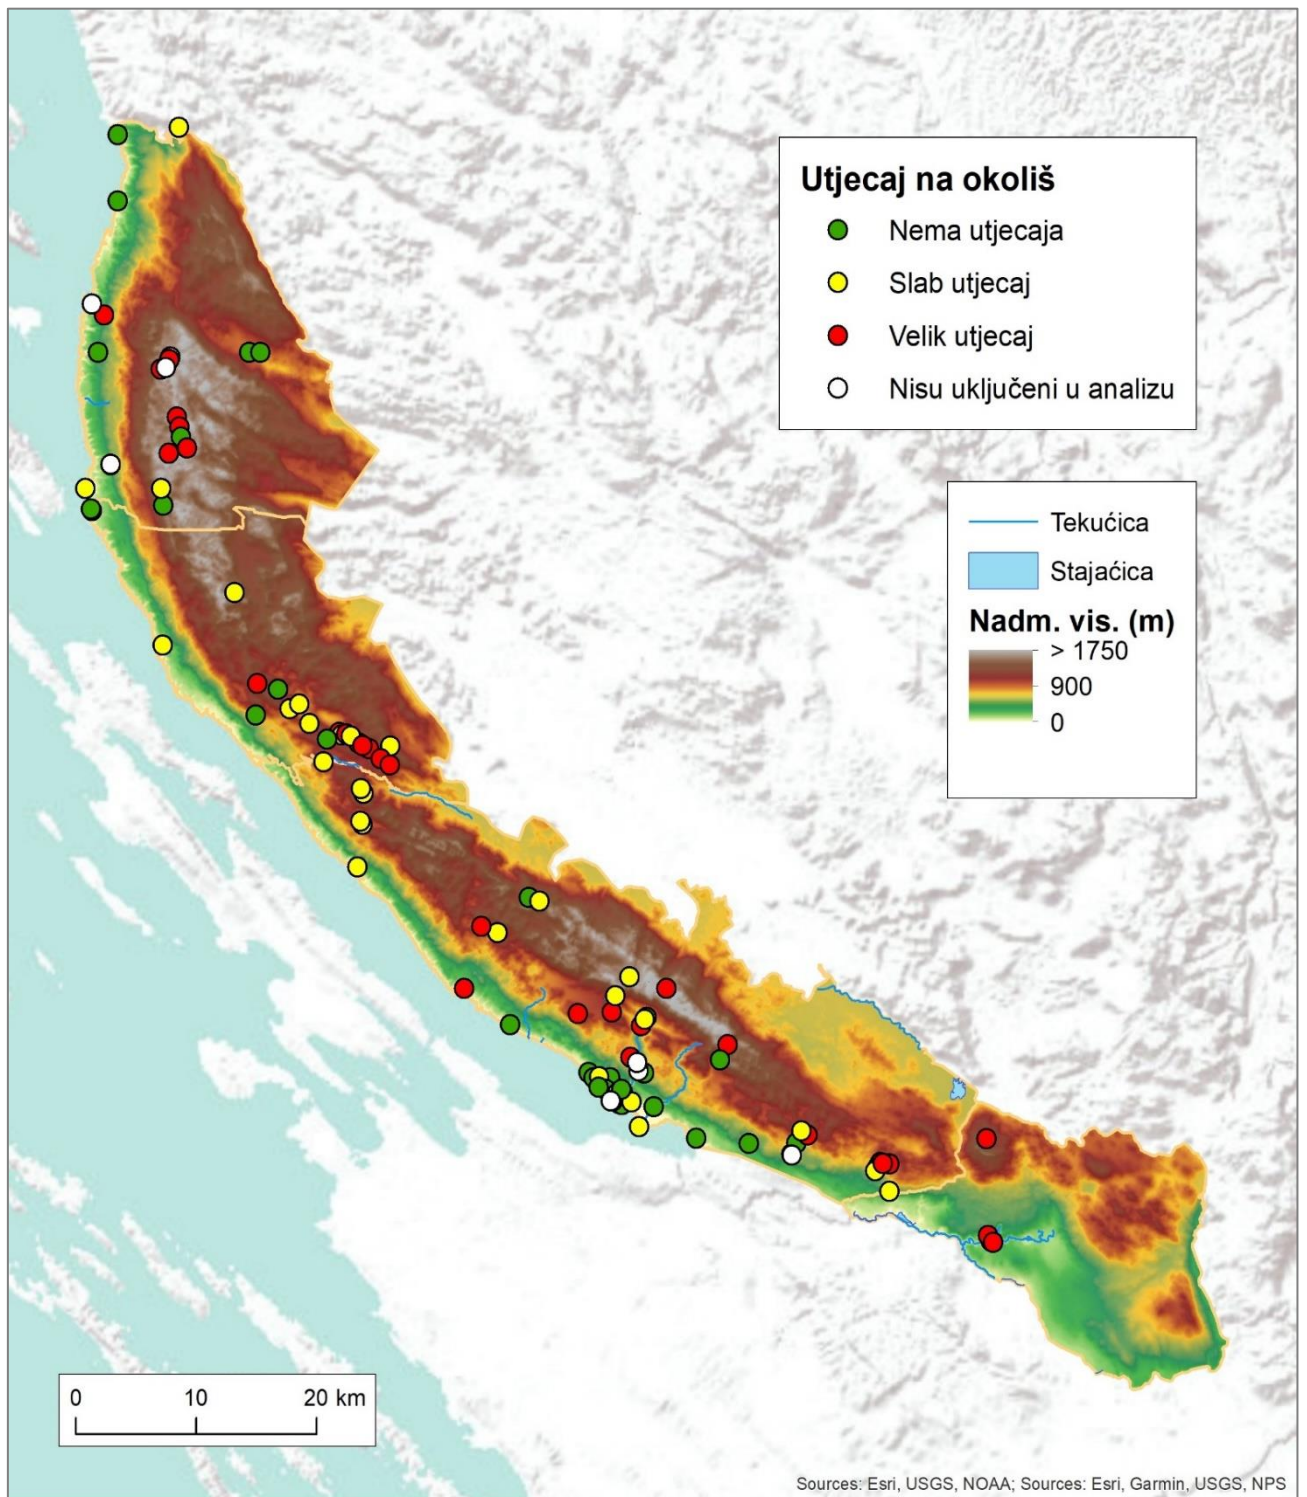 Utjecaj na okoliš
Nema utjecaja
Slab utjecaj
Velik utjecaj
Nisu uključeni u analizu
Tekućica
Stajaćica
Nadm. vis. (m)
> 1750
900
0
0 10 20 km
Sources: Esri, USGS, NOAA; Sources: Esri, Garmin, USGS, NPS